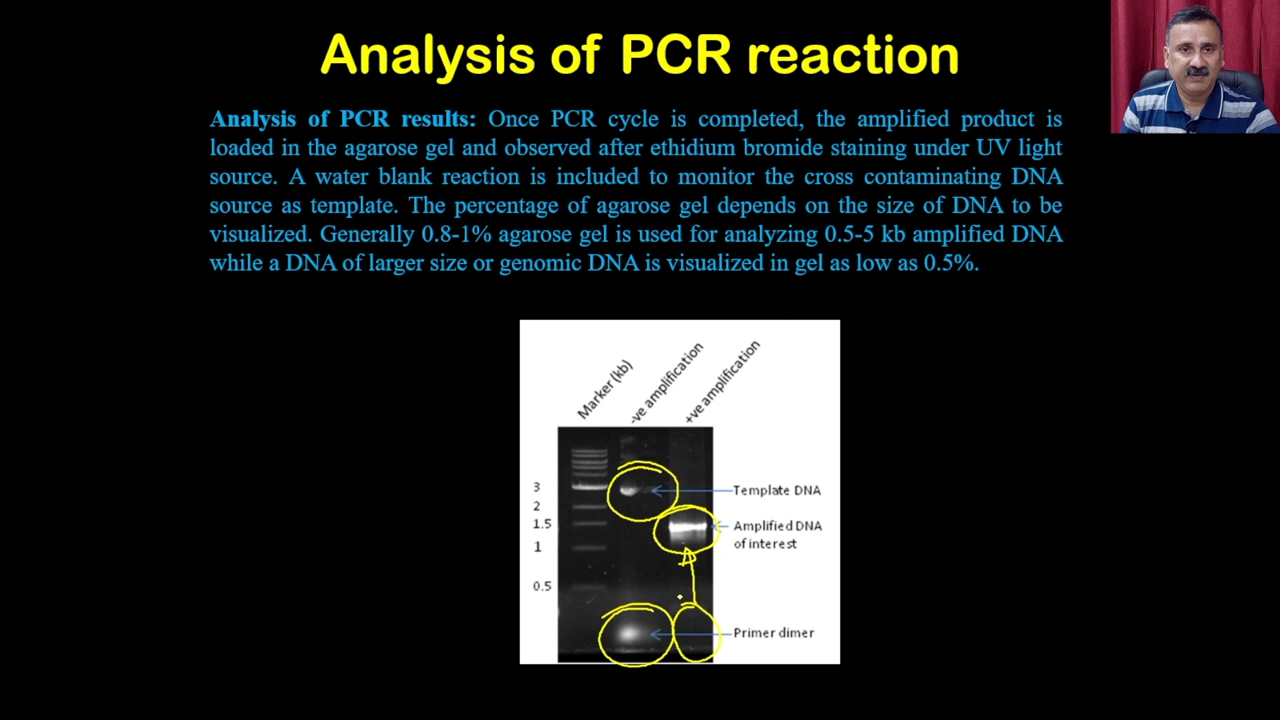 Analysis of PCR reaction
Analysis of PCR results: Once PCR cycle is completed, the amplified product is
loaded in the agarose gel and observed after ethidium bromide staining under UV light
source. A water blank reaction is included to monitor the cross contaminating DNA
source as template. The percentage of agarose gel depends on the size of DNA to be
visualized. Generally 0.8-1% agarose gel is used for analyzing 0.5-5 kb amplified DNA
while a DNA of larger size or genomic DNA is visualized in gel as low as 0.5%.
Marker (kb)
-ve amplification
+ve amplification
3
Template DNA
2
1.5
Amplified DNA
of interest
1
0.5
Primer dimer